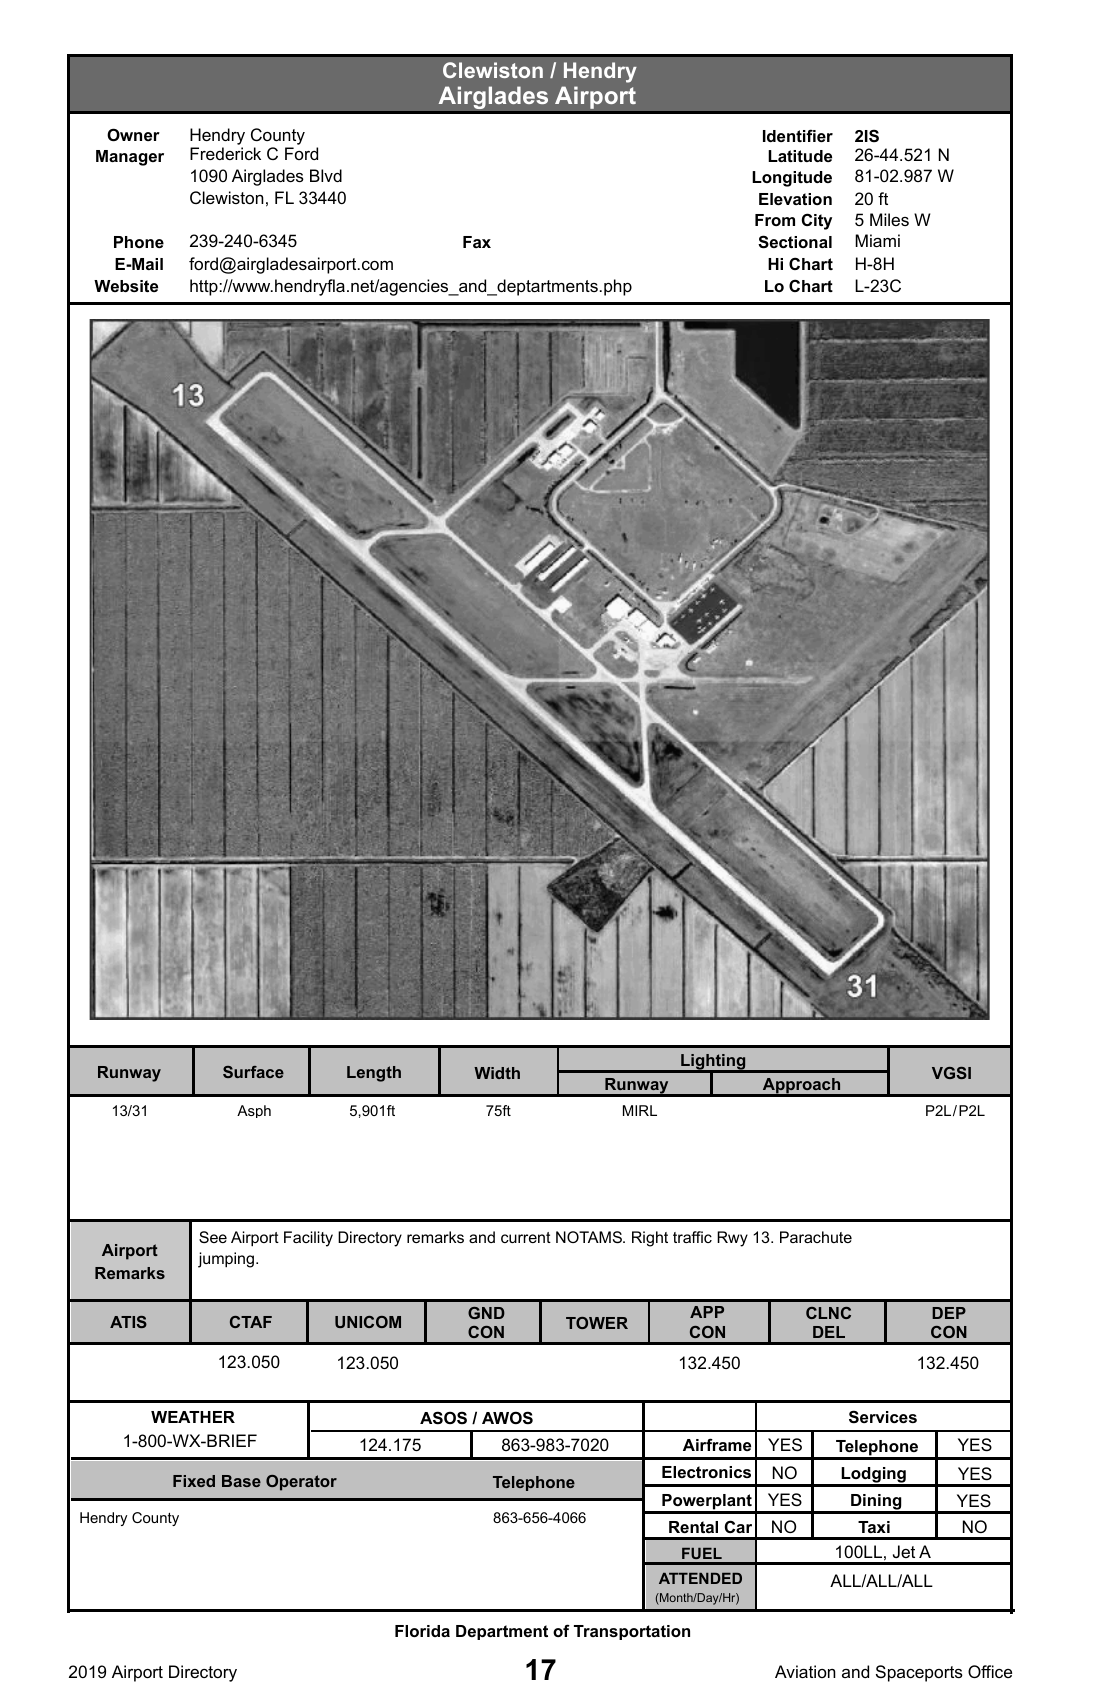 Clewiston / Hendry
Airglades Airport
Owner Hendry County
Manager Frederick C Ford
1090 Airglades Blvd
Clewiston, FL 33440
Phone 239-240-6345 Fax
E-Mail ford@airgladesairport.com
Website http://www.hendryfla.net/agencies_and_deptartments.php
Identifier 2IS
Latitude 26-44.521 N
Longitude 81-02.987 W
Elevation 20 ft
From City 5 Miles W
Sectional Miami
Hi Chart H-8H
Lo Chart L-23C
13
31
Runway Surface Length Width Lighting VGSI
Runway Approach
13/31 Asph 5,901ft 75ft MIRL P2L/P2L
Airport
Remarks
See Airport Facility Directory remarks and current NOTAMS. Right traffic Rwy 13. Parachute
jumping.
ATIS CTAF UNICOM GND CON TOWER APP CON CLNC DEL DEP CON
123.050 123.050 132.450 132.450
WEATHER
1-800-WX-BRIEF
ASOS / AWOS
124.175 863-983-7020
Fixed Base Operator Telephone
Hendry County 863-656-4066
Services
Airframe YES Telephone YES
Electronics NO Lodging YES
Powerplant YES Dining YES
Rental Car NO Taxi NO
FUEL 100LL, Jet A
ATTENDED ALL/ALL/ALL
(Month/Day/Hr)
Florida Department of Transportation
2019 Airport Directory 17 Aviation and Spaceports Office